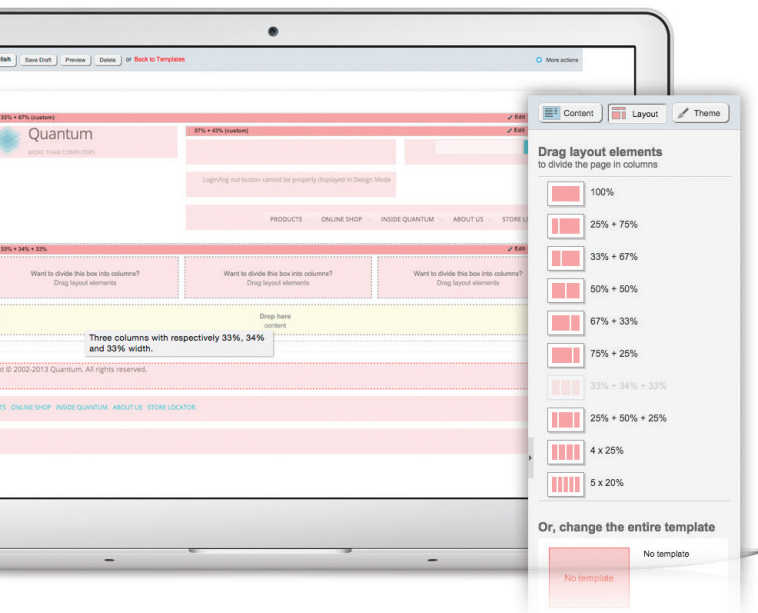 lish Save Draft Preview Delete or Back to Templates
More actions
33% + 67% (custom) Edit
Quantum
MORE THAN COMPUTERS
57% + 43% (custom) Edit
Login/log out button cannot be properly displayed in Design Mode
PRODUCTS ONLINE SHOP INSIDE QUANTUM ABOUT US STORE L
33% + 34% + 33% Edit
Want to divide this box into columns? Want to divide this box into columns? Want to divide this box into columns?
Drag layout elements Drag layout elements Drag layout elements
Drop here
content
Three columns with respectively 33%, 34%
and 33% width.
t © 2002-2013 Quantum. All rights reserved.
TS ONLINE SHOP INSIDE QUANTUM ABOUT US STORE LOCATOR
Content Layout Theme
Drag layout elements
to divide the page in columns
100%
25% + 75%
33% + 67%
50% + 50%
67% + 33%
75% + 25%
33% + 34% + 33%
25% + 50% + 25%
4 x 25%
5 x 20%
Or, change the entire template
No template
No template